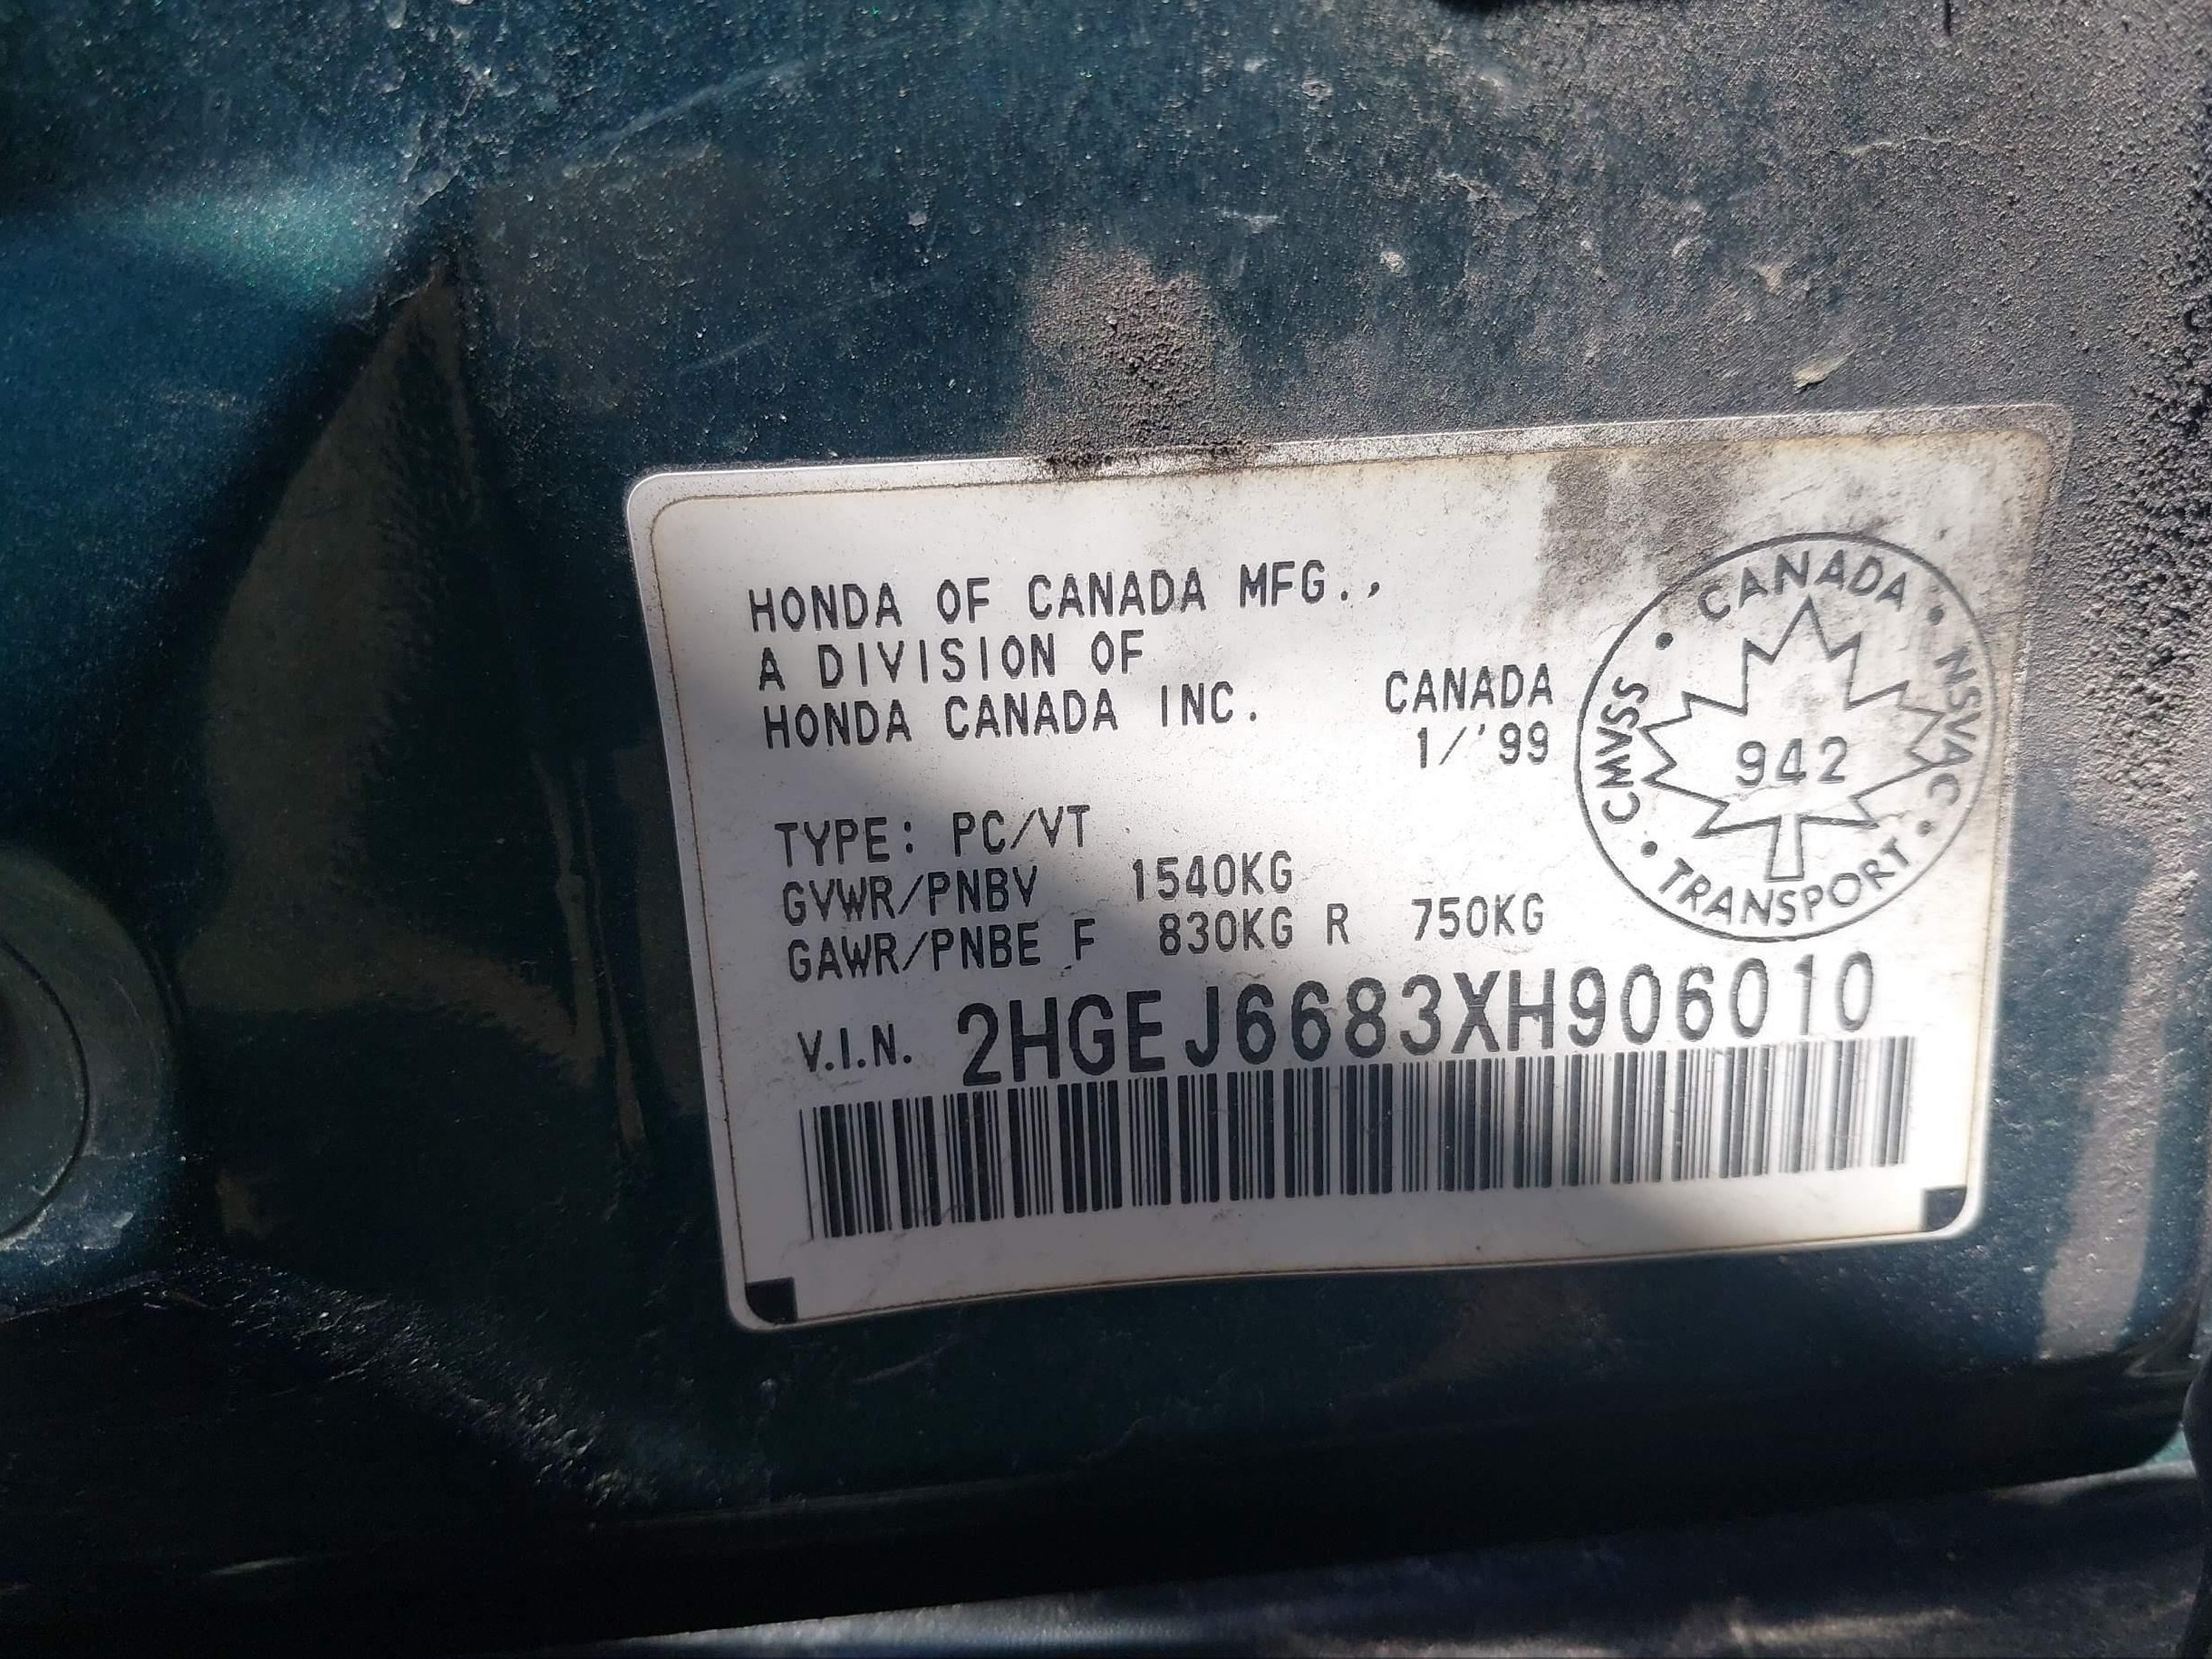 HONDA OF CANADA MFG.,
A DIVISION OF
HONDA CANADA INC.
CANADA
1/'99
TYPE: PC/VT
GVWR/PNBV 1540KG
GAWR/PNBE F 830KG R 750KG
V.I.N. 2HGEJ6683XH906010
CANADA • NSVAC • TRANSPORT • CMVSS •
942